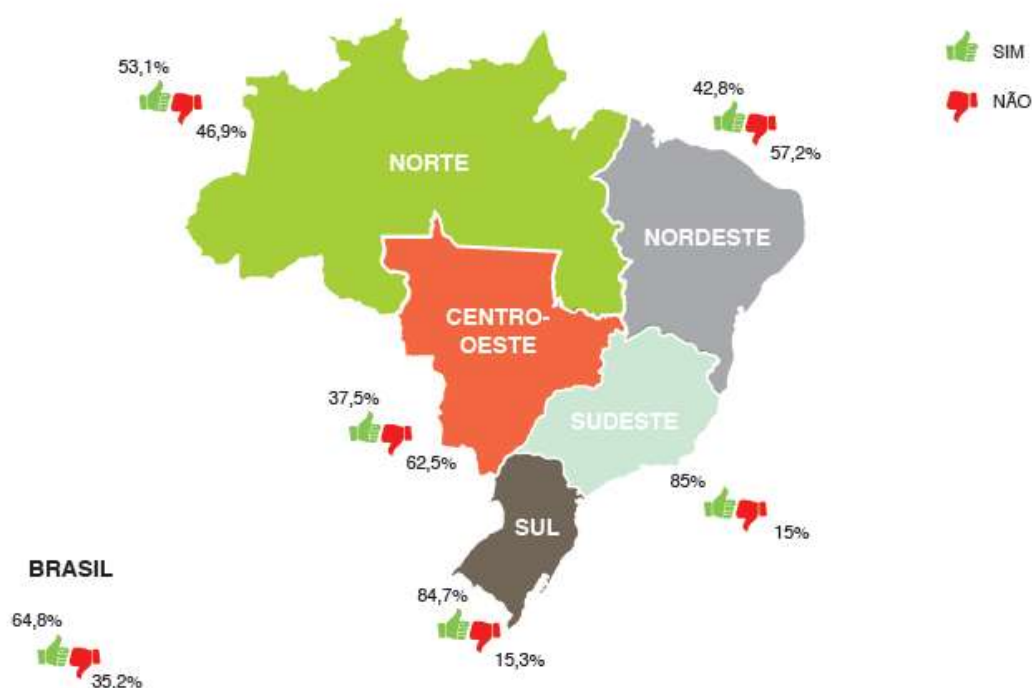 53,1%
46,9%
42,8%
57,2%
SIM
NÃO
NORTE
NORDESTE
CENTRO-
OESTE
37,5%
62,5%
SUDESTE
85%
15%
SUL
84,7%
15,3%
BRASIL
64,8%
35,2%